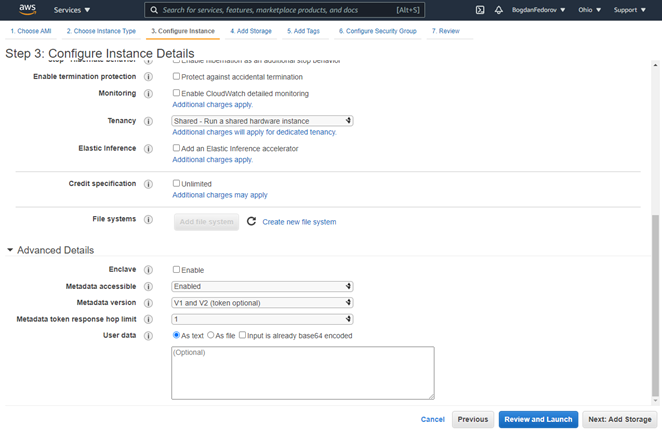 aws
Services
Search for services, features, marketplace products, and docs [Alt+S]
BogdanFedorov
Ohio
Support
1. Choose AMI 2. Choose Instance Type 3. Configure Instance 4. Add Storage 5. Add Tags 6. Configure Security Group 7. Review
Step 3: Configure Instance Details
Stop - Hibernate behavior Enable hibernation as an additional stop behavior
Enable termination protection Protect against accidental termination
Monitoring Enable CloudWatch detailed monitoring
Additional charges apply.
Tenancy Shared - Run a shared hardware instance
Additional charges will apply for dedicated tenancy.
Elastic Inference Add an Elastic Inference accelerator
Additional charges apply.
Credit specification Unlimited
Additional charges may apply
File systems Add file system Create new file system
Advanced Details
Enclave Enable
Metadata accessible Enabled
Metadata version V1 and V2 (token optional)
Metadata token response hop limit 1
User data As text As file Input is already base64 encoded
(Optional)
Cancel Previous Review and Launch Next: Add Storage